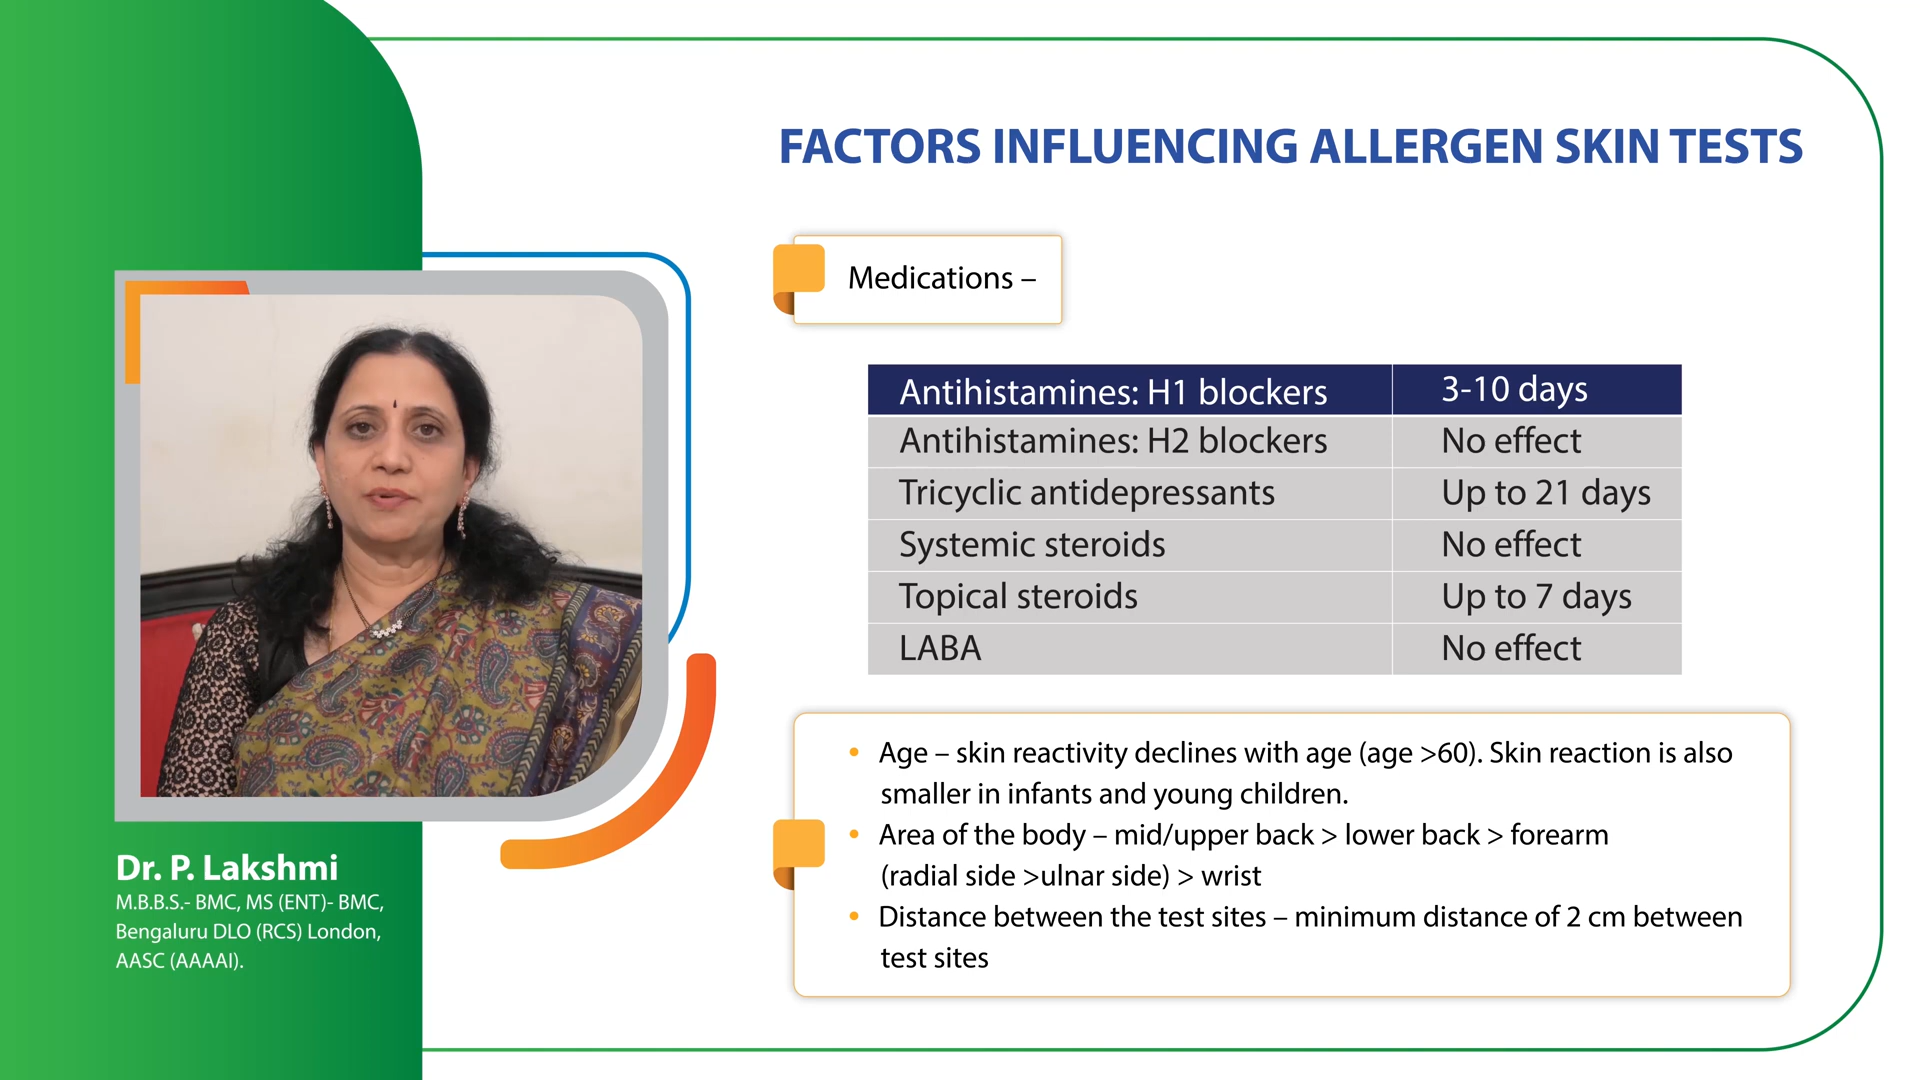 FACTORS INFLUENCING ALLERGEN SKIN TESTS
Medications –
Antihistamines: H1 blockers 3-10 days
Antihistamines: H2 blockers No effect
Tricyclic antidepressants Up to 21 days
Systemic steroids No effect
Topical steroids Up to 7 days
LABA No effect
• Age – skin reactivity declines with age (age >60). Skin reaction is also
smaller in infants and young children.
• Area of the body – mid/upper back > lower back > forearm
(radial side >ulnar side) > wrist
• Distance between the test sites – minimum distance of 2 cm between
test sites
Dr. P. Lakshmi
M.B.B.S.- BMC, MS (ENT)- BMC,
Bengaluru DLO (RCS) London,
AASC (AAAAI).